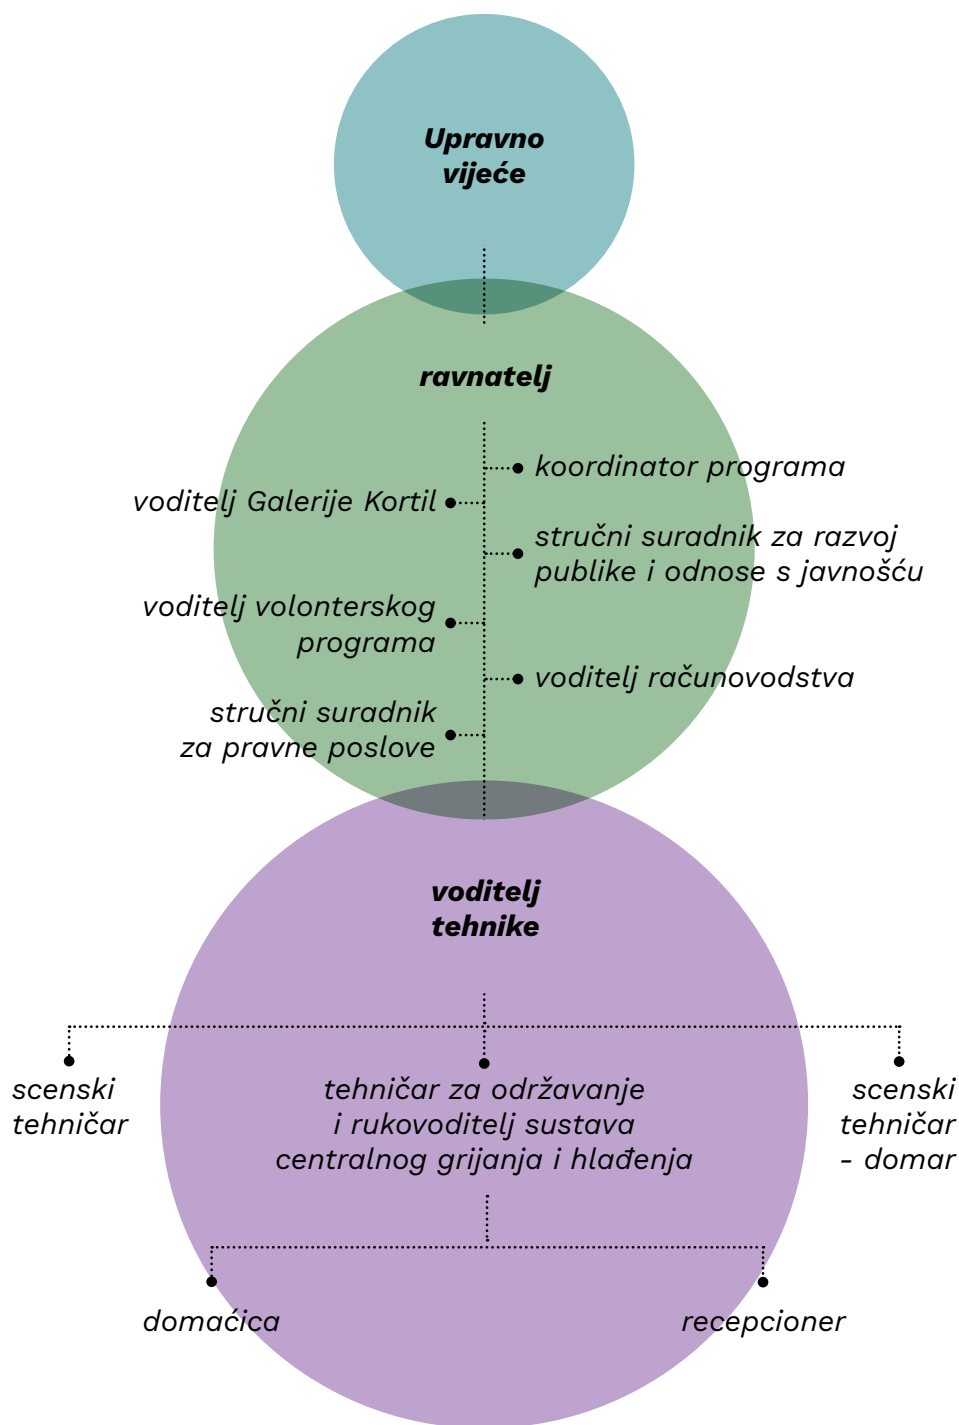 Upravno
vijeće
ravnatelj
koordinator programa
voditelj Galerije Kortil
stručni suradnik za razvoj
publike i odnose s javnošću
voditelj volonterskog
programa
voditelj računovodstva
stručni suradnik
za pravne poslove
voditelj
tehnike
scenski
tehničar
tehničar za održavanje
i rukovoditelj sustava
centralnog grijanja i hlađenja
scenski
tehničar
- domar
domaćica
recepcioner